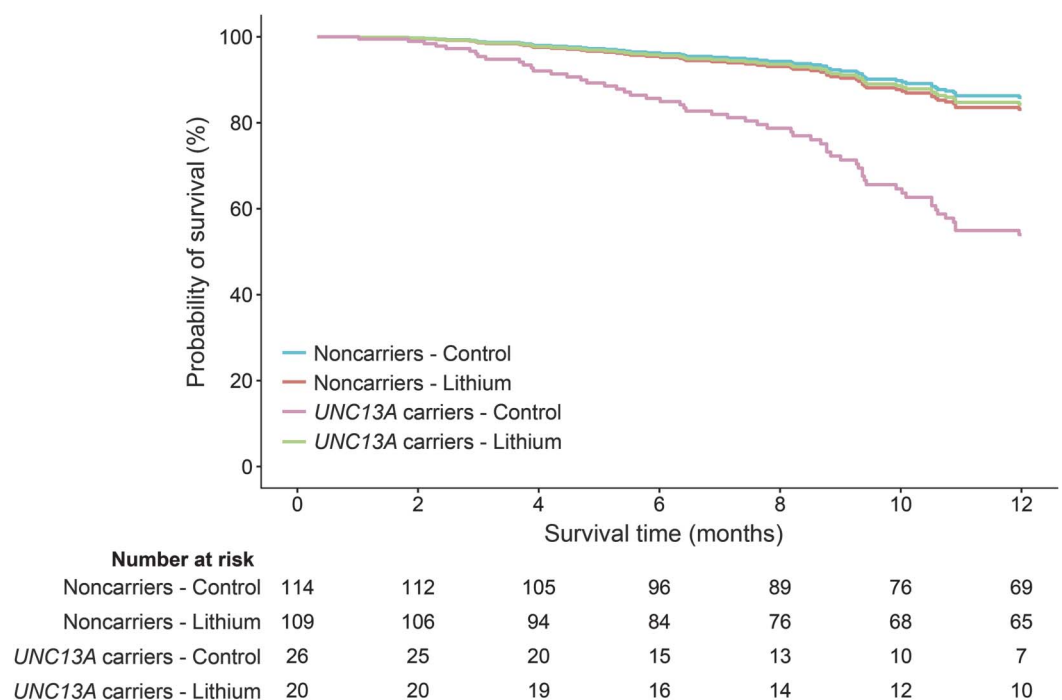 Probability of survival (%)
100
80
60
40
20
0
Noncarriers - Control
Noncarriers - Lithium
UNC13A carriers - Control
UNC13A carriers - Lithium
0 2 4 6 8 10 12
Survival time (months)
Number at risk
Noncarriers - Control 114 112 105 96 89 76 69
Noncarriers - Lithium 109 106 94 84 76 68 65
UNC13A carriers - Control 26 25 20 15 13 10 7
UNC13A carriers - Lithium 20 20 19 16 14 12 10